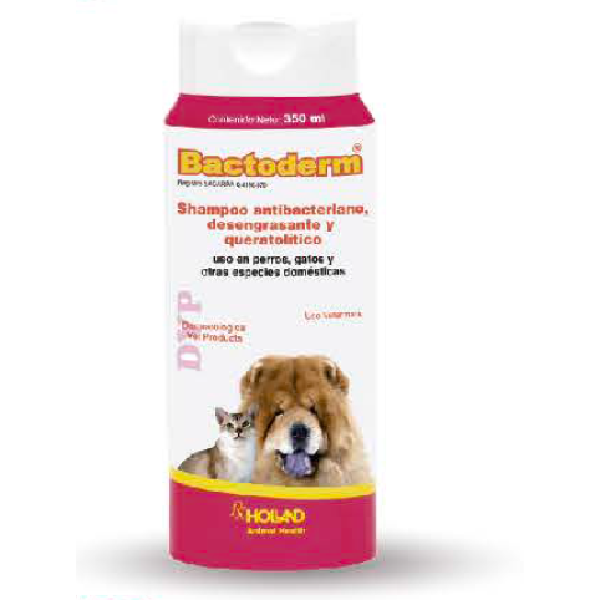 Contenido Neto: 350 ml
Bactoderm®
Shampoo antibacteriano,
desengrasante y
queratolítico
uso en perros, gatos y
otras especies domésticas
Uso Veterinario
DVP
Dermatological
Vet Products
Rx HOLLAND
Animal Health